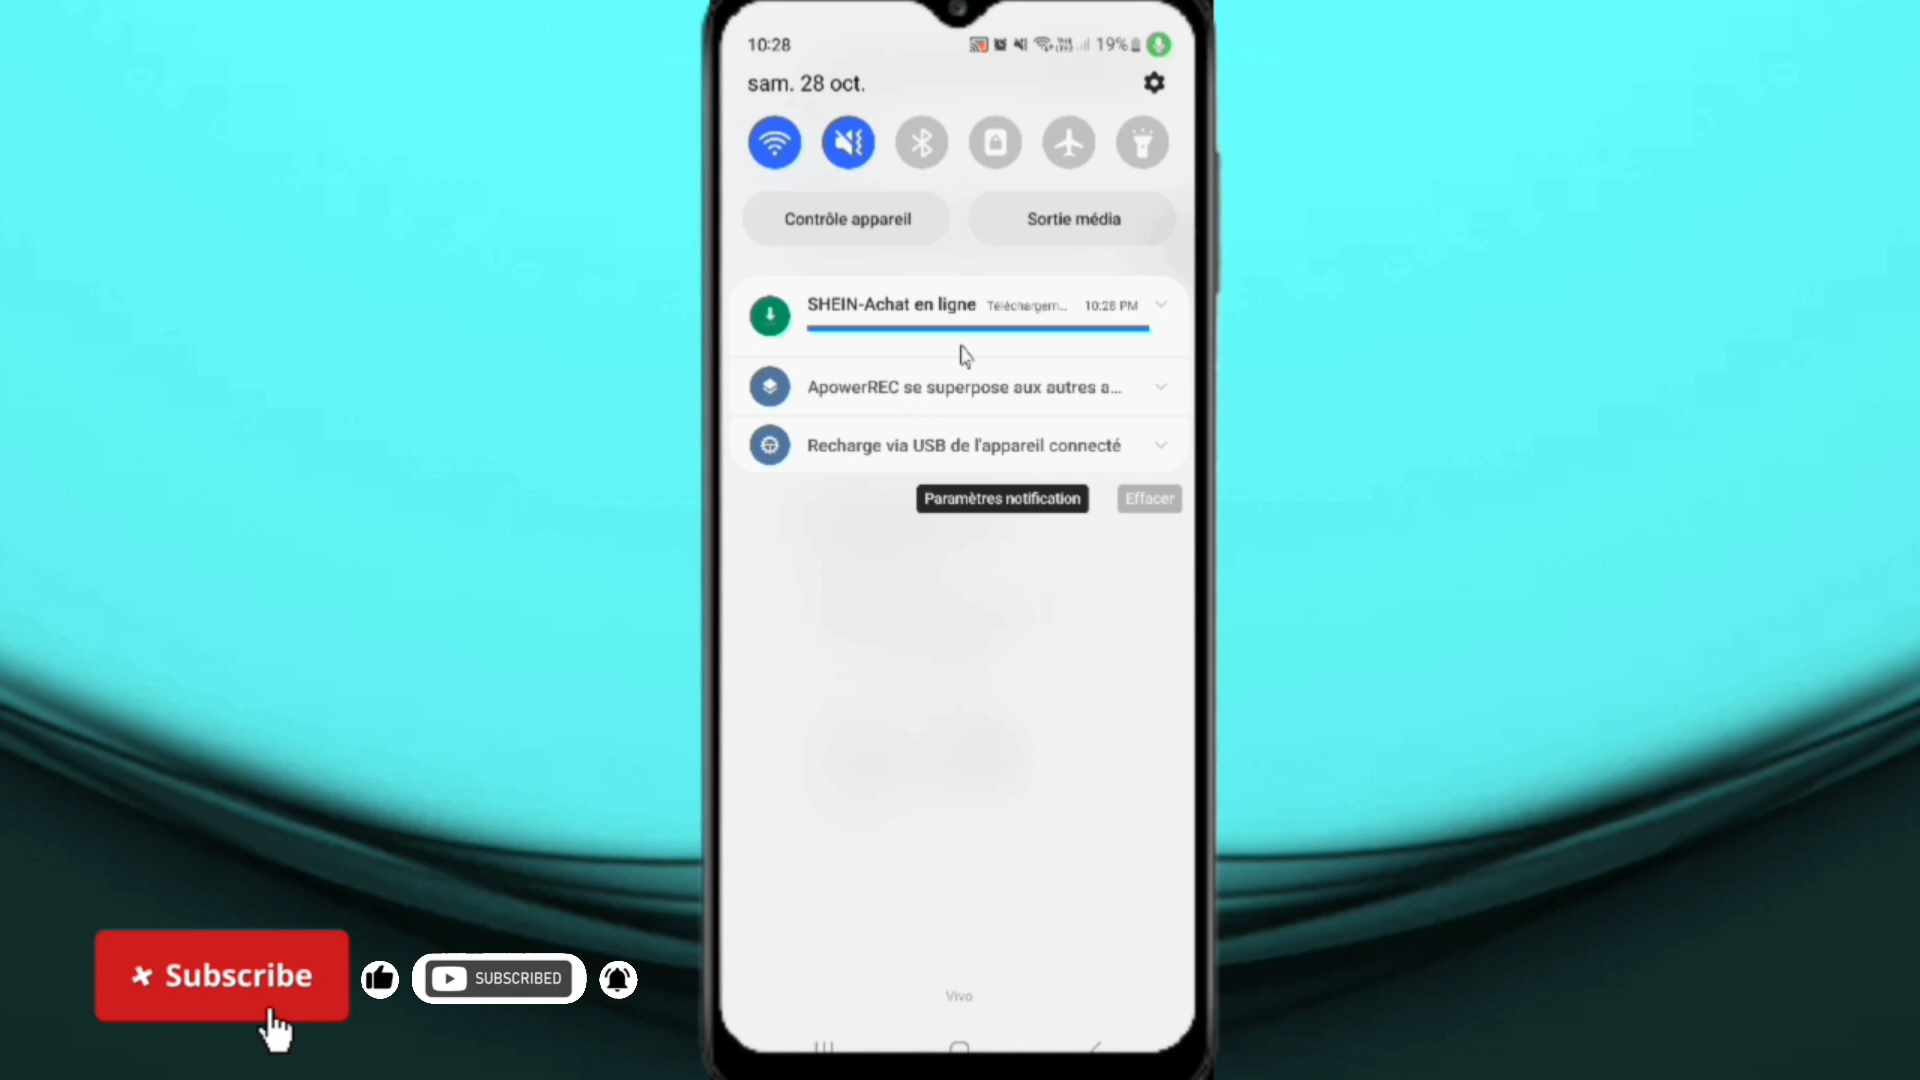 10:28
19%
sam. 28 oct.
Contrôle appareil
Sortie média
SHEIN-Achat en ligne Téléchargem... 10:28 PM
ApowerREC se superpose aux autres a...
Recharge via USB de l'appareil connecté
Paramètres notification
Effacer
Vivo
Subscribe
SUBSCRIBED